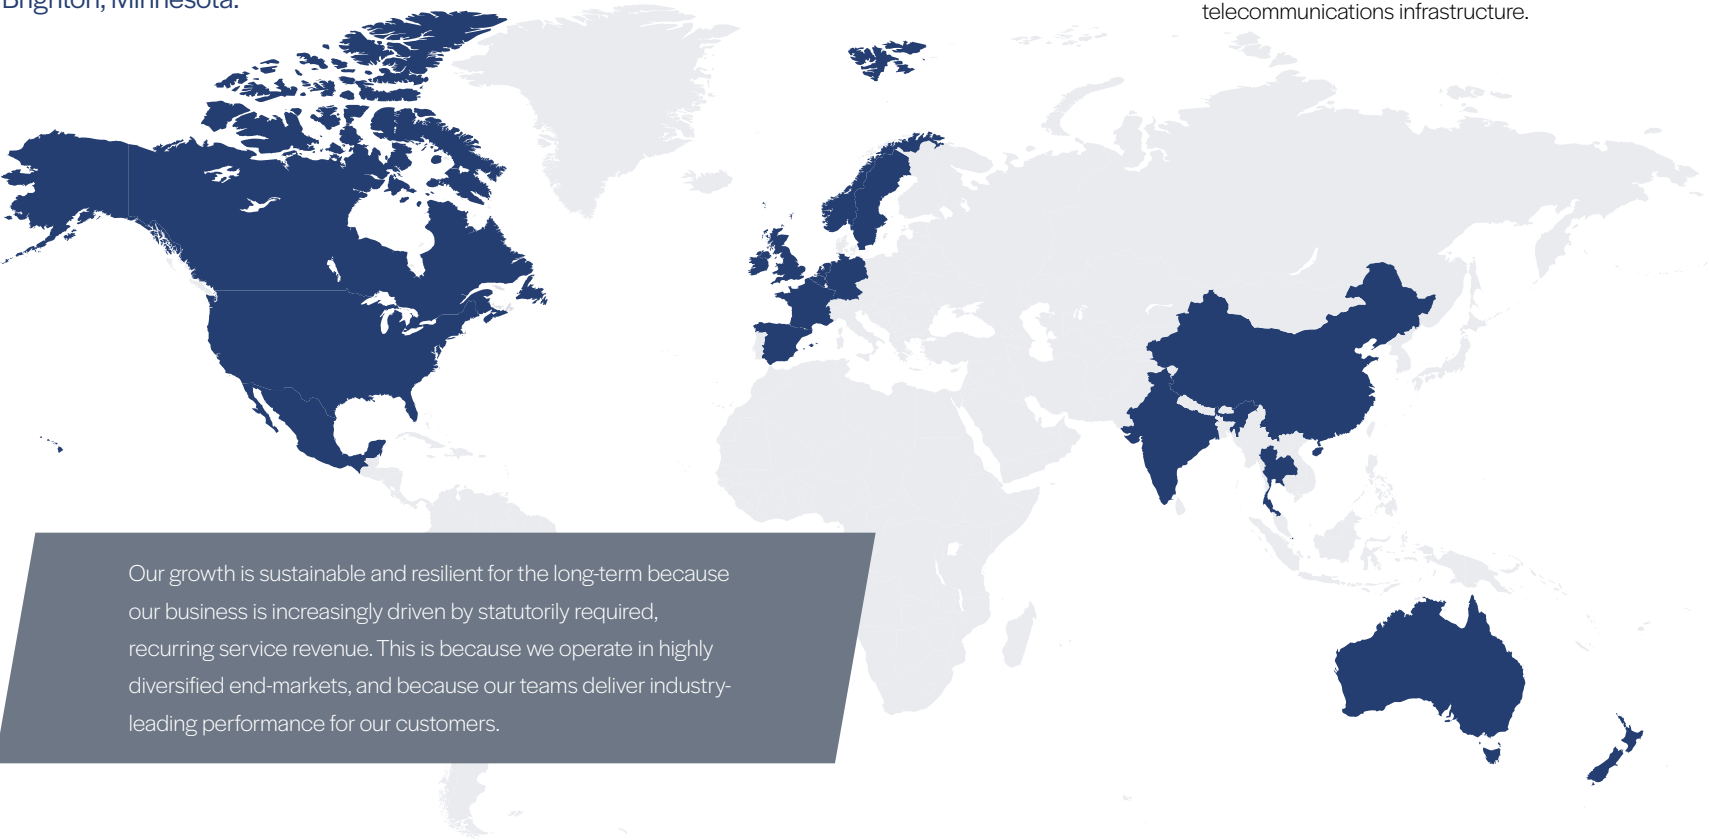 Brighton, Minnesota.
telecommunications infrastructure.
Our growth is sustainable and resilient for the long-term because
our business is increasingly driven by statutorily required,
recurring service revenue. This is because we operate in highly
diversified end-markets, and because our teams deliver industry-
leading performance for our customers.